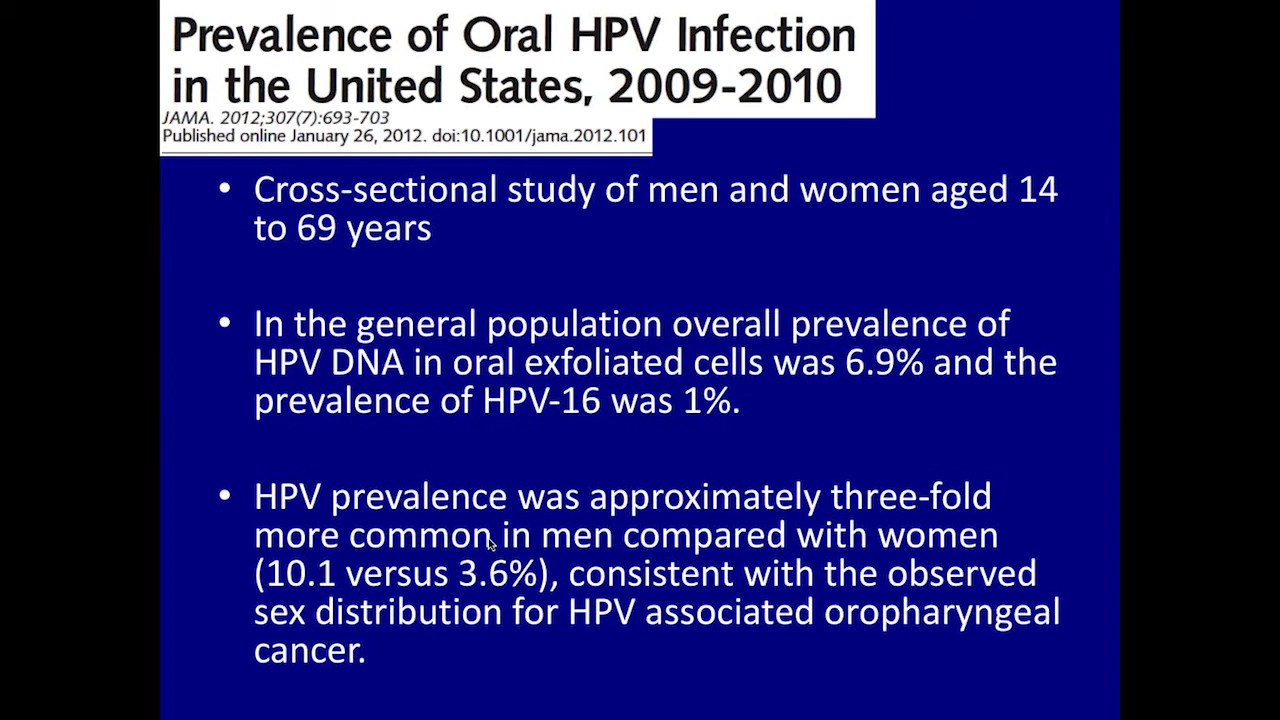 Prevalence of Oral HPV Infection
in the United States, 2009-2010
JAMA. 2012;307(7):693-703
Published online January 26, 2012. doi:10.1001/jama.2012.101
• Cross-sectional study of men and women aged 14
to 69 years
• In the general population overall prevalence of
HPV DNA in oral exfoliated cells was 6.9% and the
prevalence of HPV-16 was 1%.
• HPV prevalence was approximately three-fold
more common in men compared with women
(10.1 versus 3.6%), consistent with the observed
sex distribution for HPV associated oropharyngeal
cancer.